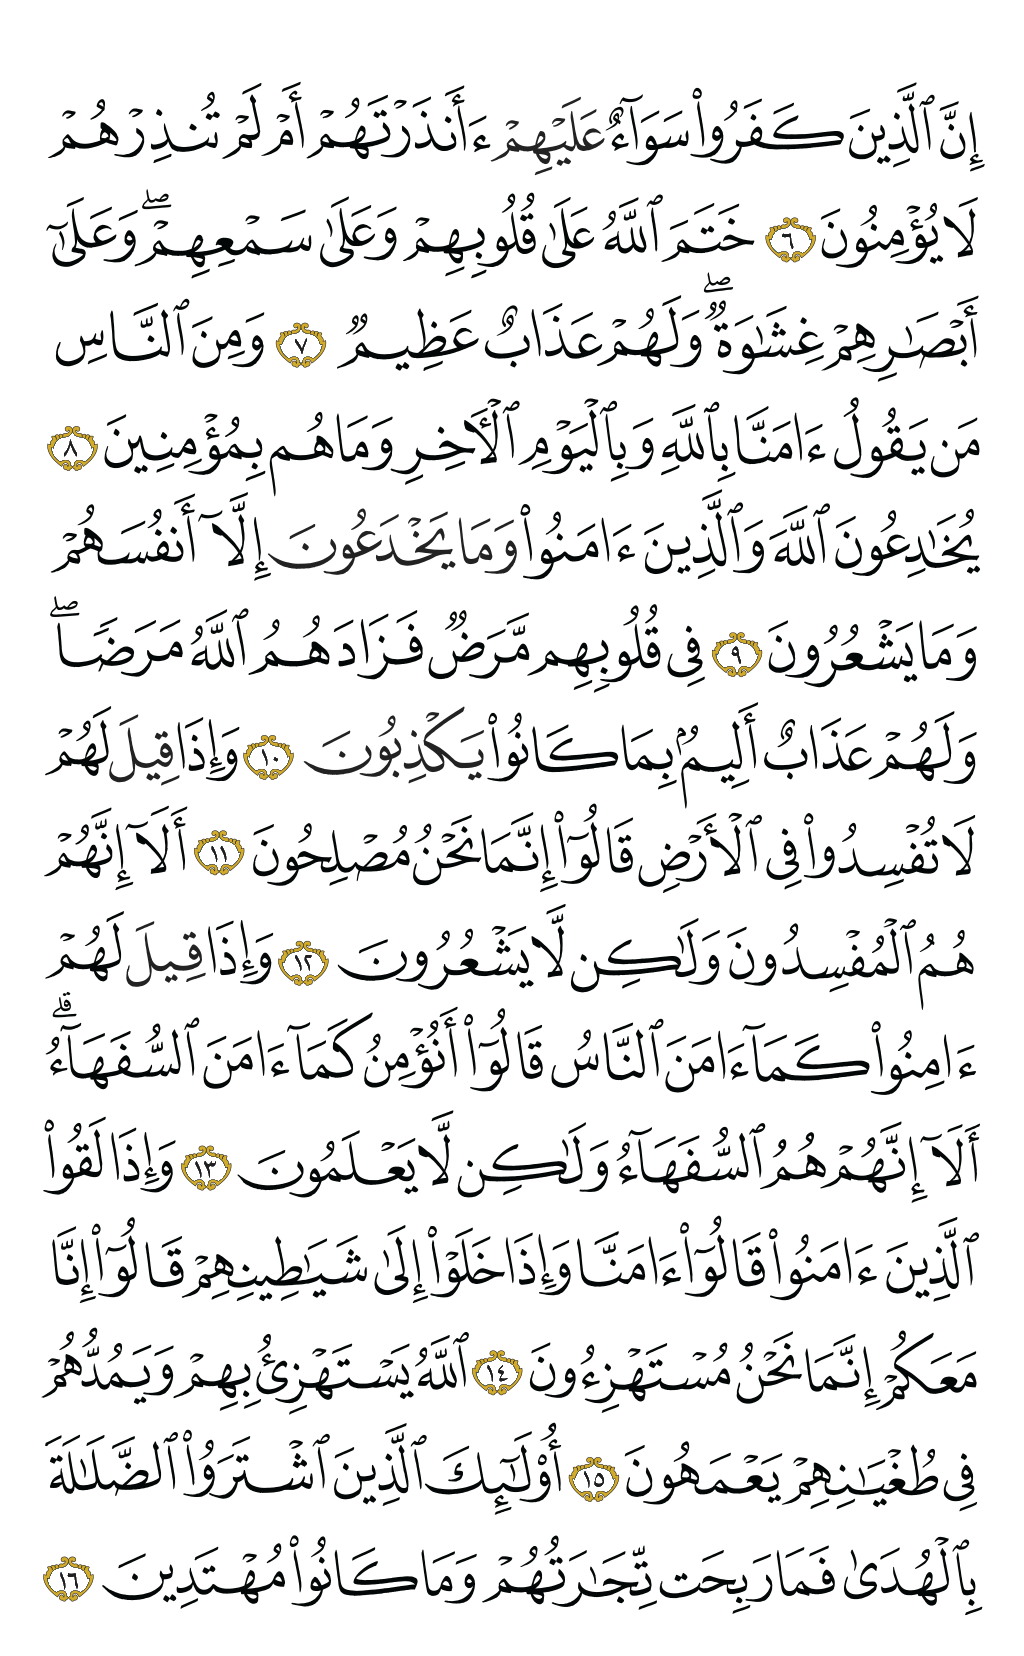 إِنَّ ٱلَّذِينَ كَفَرُوا۟ سَوَآءٌ عَلَيْهِمْ ءَأَنذَرْتَهُمْ أَمْ لَمْ تُنذِرْهُمْ
لَا يُؤْمِنُونَ ٦ خَتَمَ ٱللَّهُ عَلَىٰ قُلُوبِهِمْ وَعَلَىٰ سَمْعِهِمْ ۖ وَعَلَىٰٓ
أَبْصَـٰرِهِمْ غِشَـٰوَةٌ ۖ وَلَهُمْ عَذَابٌ عَظِيمٌ ٧ وَمِنَ ٱلنَّاسِ
مَن يَقُولُ ءَامَنَّا بِٱللَّهِ وَبِٱلْيَوْمِ ٱلْـَٔاخِرِ وَمَا هُم بِمُؤْمِنِينَ ٨
يُخَـٰدِعُونَ ٱللَّهَ وَٱلَّذِينَ ءَامَنُوا۟ وَمَا يَخْدَعُونَ إِلَّآ أَنفُسَهُمْ
وَمَا يَشْعُرُونَ ٩ فِى قُلُوبِهِم مَّرَضٌ فَزَادَهُمُ ٱللَّهُ مَرَضًا ۖ
وَلَهُمْ عَذَابٌ أَلِيمٌۢ بِمَا كَانُوا۟ يَكْذِبُونَ ١٠ وَإِذَا قِيلَ لَهُمْ
لَا تُفْسِدُوا۟ فِى ٱلْأَرْضِ قَالُوٓا۟ إِنَّمَا نَحْنُ مُصْلِحُونَ ١١ أَلَآ إِنَّهُمْ
هُمُ ٱلْمُفْسِدُونَ وَلَـٰكِن لَّا يَشْعُرُونَ ١٢ وَإِذَا قِيلَ لَهُمْ
ءَامِنُوا۟ كَمَآ ءَامَنَ ٱلنَّاسُ قَالُوٓا۟ أَنُؤْمِنُ كَمَآ ءَامَنَ ٱلسُّفَهَآءُ ۗ
أَلَآ إِنَّهُمْ هُمُ ٱلسُّفَهَآءُ وَلَـٰكِن لَّا يَعْلَمُونَ ١٣ وَإِذَا لَقُوا۟
ٱلَّذِينَ ءَامَنُوا۟ قَالُوٓا۟ ءَامَنَّا وَإِذَا خَلَوْا۟ إِلَىٰ شَيَـٰطِينِهِمْ قَالُوٓا۟ إِنَّا
مَعَكُمْ إِنَّمَا نَحْنُ مُسْتَهْزِءُونَ ١٤ ٱللَّهُ يَسْتَهْزِئُ بِهِمْ وَيَمُدُّهُمْ
فِى طُغْيَـٰنِهِمْ يَعْمَهُونَ ١٥ أُو۟لَـٰٓئِكَ ٱلَّذِينَ ٱشْتَرَوُا۟ ٱلضَّلَـٰلَةَ
بِٱلْهُدَىٰ فَمَا رَبِحَت تِّجَـٰرَتُهُمْ وَمَا كَانُوا۟ مُهْتَدِينَ ١٦